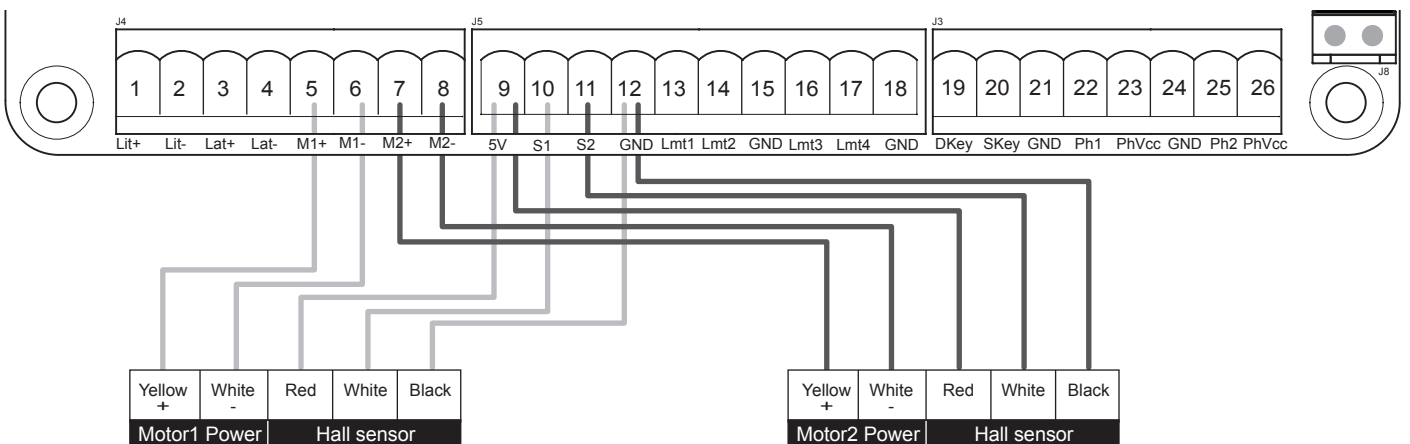 J4 J5 J3
J8
1 2 3 4 5 6 7 8 9 10 11 12 13 14 15 16 17 18 19 20 21 22 23 24 25 26
Lit+ Lit- Lat+ Lat- M1+ M1- M2+ M2- 5V S1 S2 GND Lmt1 Lmt2 GND Lmt3 Lmt4 GND DKey SKey GND Ph1 PhVcc GND Ph2 PhVcc
Yellow White Red White Black Yellow White Red White Black
+ - + -
Motor1 Power Hall sensor Motor2 Power Hall sensor